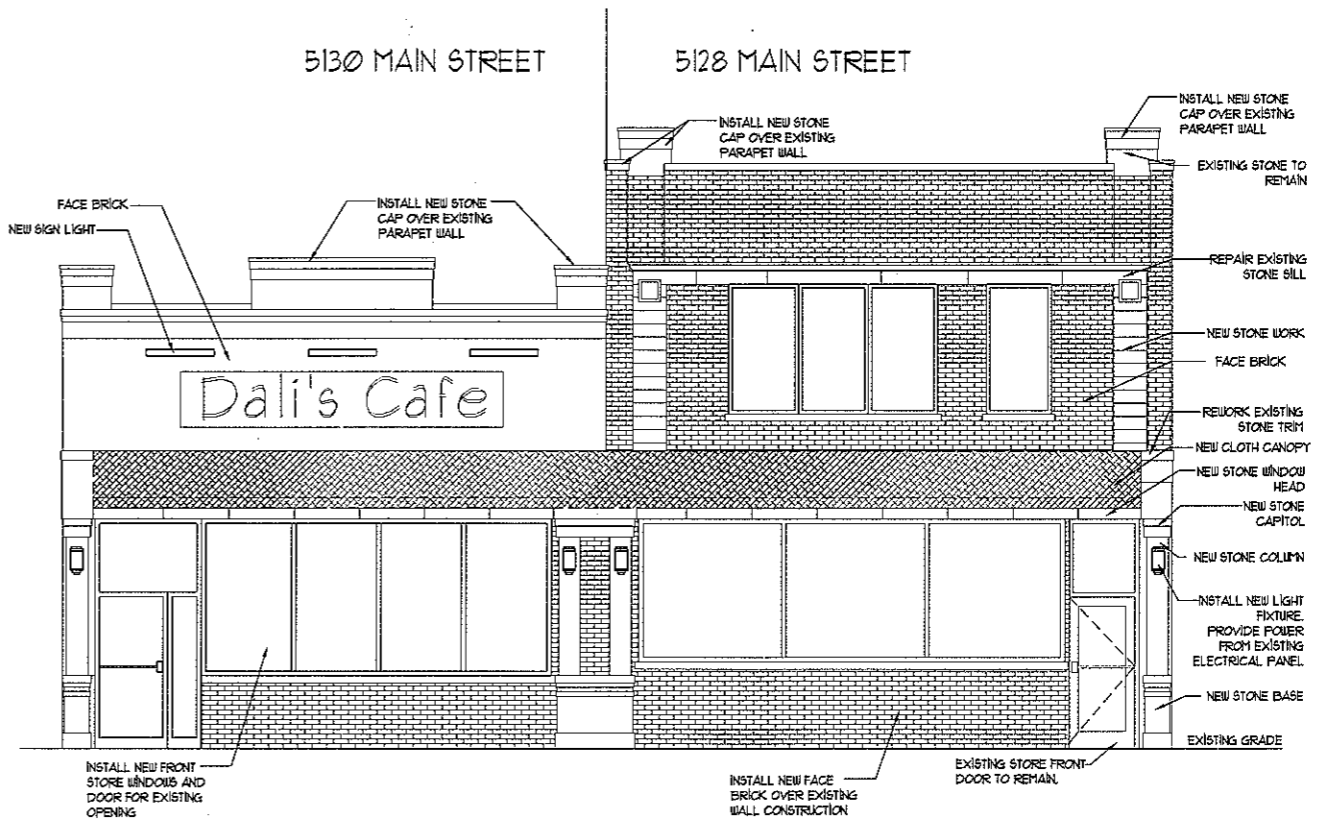 5130 MAIN STREET
5128 MAIN STREET
INSTALL NEW STONE
CAP OVER EXISTING
PARAPET WALL
INSTALL NEW STONE
CAP OVER EXISTING
PARAPET WALL
EXISTING STONE TO
REMAIN
FACE BRICK
NEW SIGN LIGHT
INSTALL NEW STONE
CAP OVER EXISTING
PARAPET WALL
REPAIR EXISTING
STONE SILL
NEW STONE WORK
FACE BRICK
Dali's Cafe
REWORK EXISTING
STONE TRIM
NEW CLOTH CANOPY
NEW STONE WINDOW
HEAD
NEW STONE
CAPITOL
NEW STONE COLUMN
INSTALL NEW LIGHT
FIXTURE.
PROVIDE POWER
FROM EXISTING
ELECTRICAL PANEL
NEW STONE BASE
EXISTING GRADE
INSTALL NEW FRONT
STORE WINDOWS AND
DOOR FOR EXISTING
OPENING
INSTALL NEW FACE
BRICK OVER EXISTING
WALL CONSTRUCTION
EXISTING STORE FRONT
DOOR TO REMAIN.